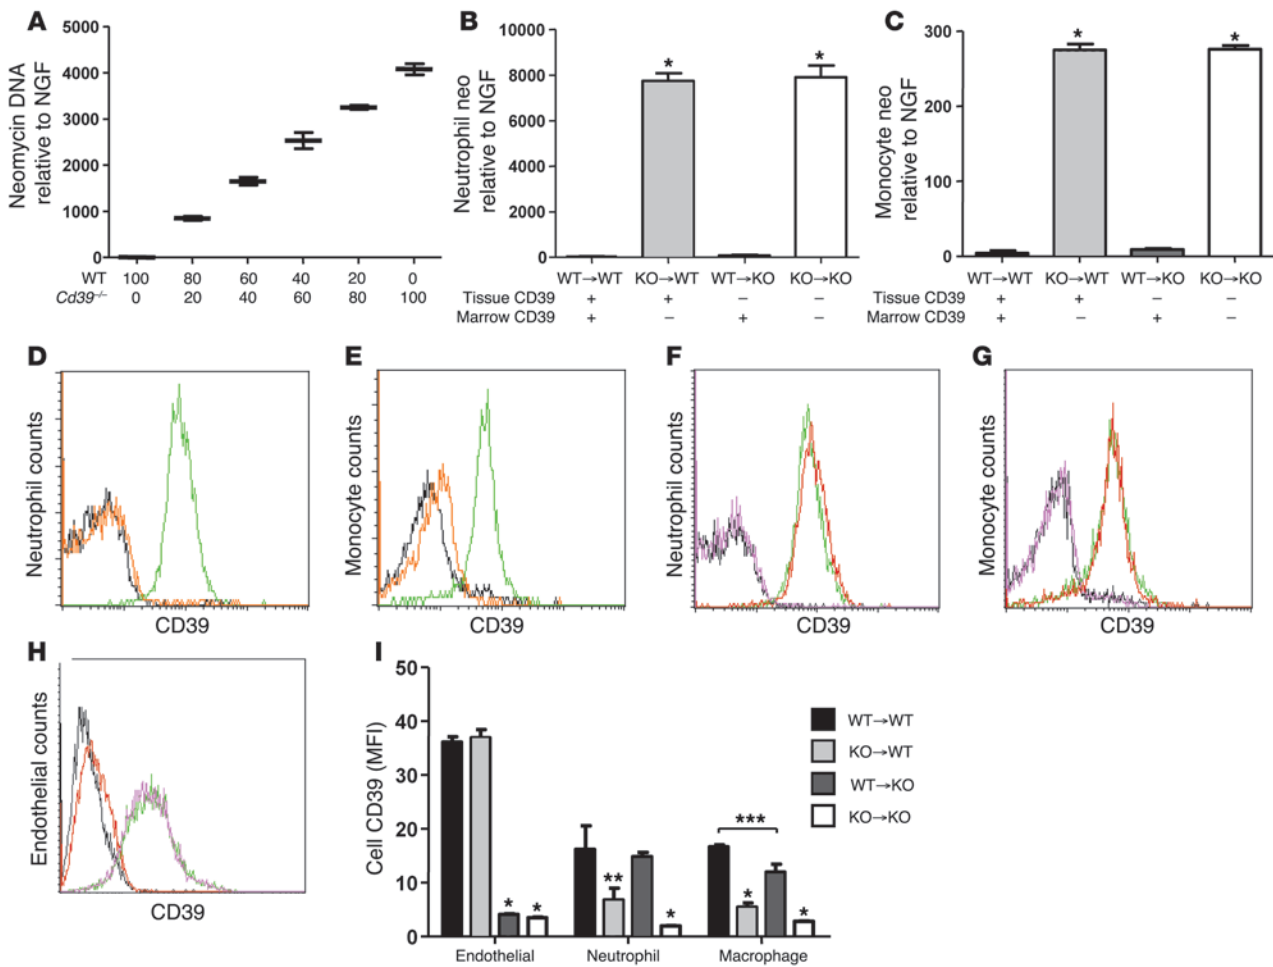 A
Neomycin DNA
relative to NGF
5000
4000
3000
2000
1000
0
WT 100 80 60 40 20 0
Cd39–/– 0 20 40 60 80 100
B
Neutrophil neo
relative to NGF
10000
8000
6000
4000
2000
0
* *
WT→WT KO→WT WT→KO KO→KO
Tissue CD39 + + – –
Marrow CD39 + – + –
C
Monocyte neo
relative to NGF
300
200
100
0
* *
WT→WT KO→WT WT→KO KO→KO
Tissue CD39 + + – –
Marrow CD39 + – + –
D
Neutrophil counts
CD39
E
Monocyte counts
CD39
F
Neutrophil counts
CD39
G
Monocyte counts
CD39
H
Endothelial counts
CD39
I
Cell CD39 (MFI)
50
40
30
20
10
0
* *
** *
*** * *
Endothelial Neutrophil Macrophage
WT→WT
KO→WT
WT→KO
KO→KO